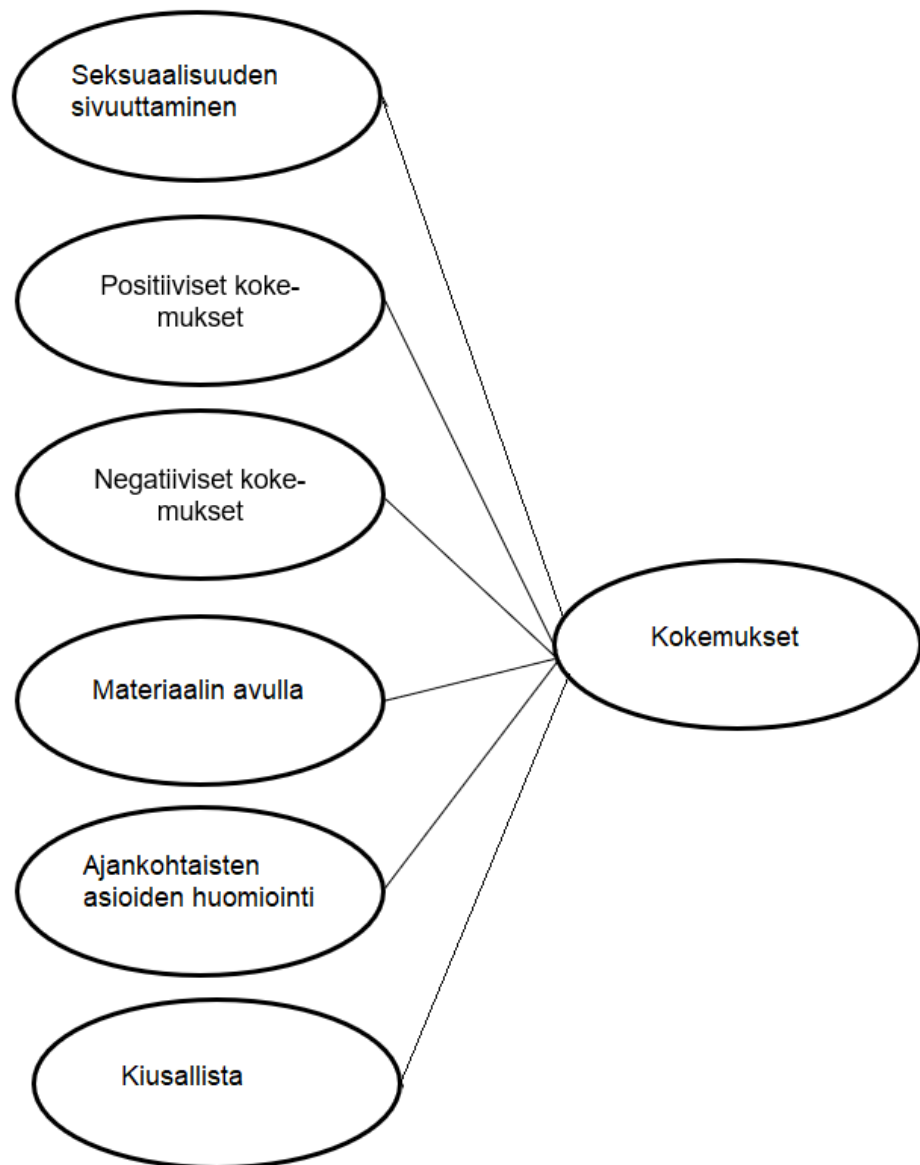 Seksuaalisuuden
sivuuttaminen
Positiiviset koke-
mukset
Negatiiviset koke-
mukset
Materiaalin avulla
Ajankohtaisten
asioiden huomiointi
Kiusallista
Kokemukset